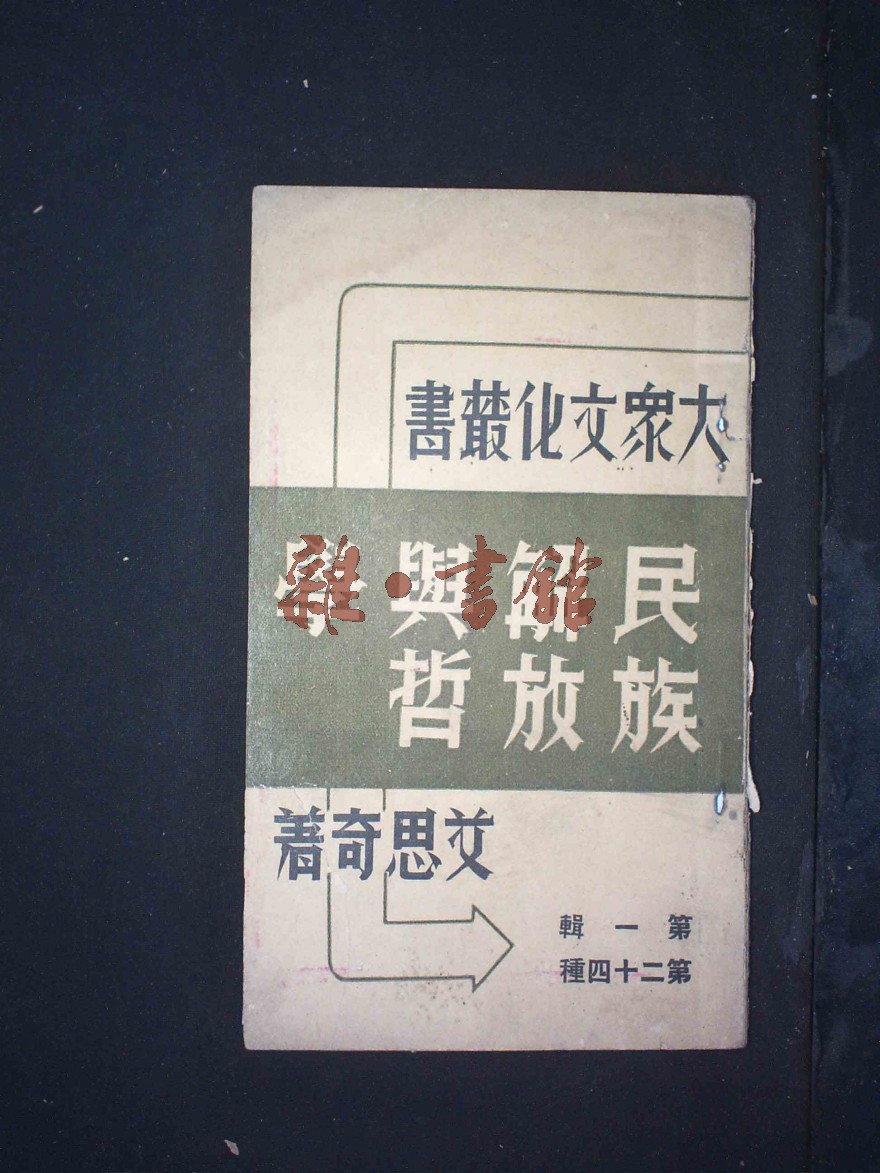 大眾文化叢書
民族解放與哲學
艾思奇著
第一輯
第二十四種
雜·書館